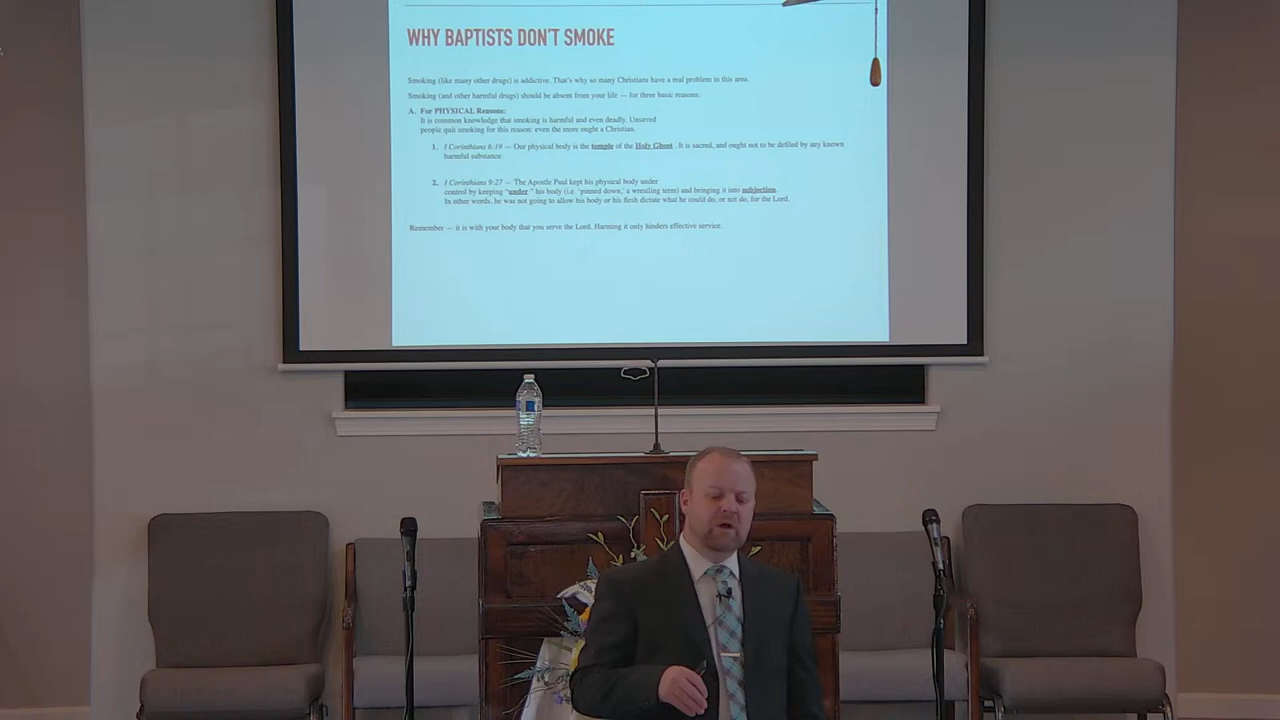 WHY BAPTISTS DON'T SMOKE
Smoking (like many other drugs) is addictive. That's why so many Christians have a real problem in this area.
Smoking (and other harmful drugs) should be absent from your life — for three basic reasons:
A. For PHYSICAL Reasons:
It is common knowledge that smoking is harmful and even deadly. Unsaved
people quit smoking for this reason: even the more ought a Christian.
1. I Corinthians 6:19 — Our physical body is the temple of the Holy Ghost. It is sacred, and ought not to be defiled by any known
harmful substance.
2. I Corinthians 9:27 — The Apostle Paul kept his physical body under
control by keeping "under" his body (i.e. 'pinned down,' a wrestling term) and bringing it into subjection.
In other words, he was not going to allow his body or his flesh dictate what he could do, or not do, for the Lord.
Remember — it is with your body that you serve the Lord. Harming it only hinders effective service.